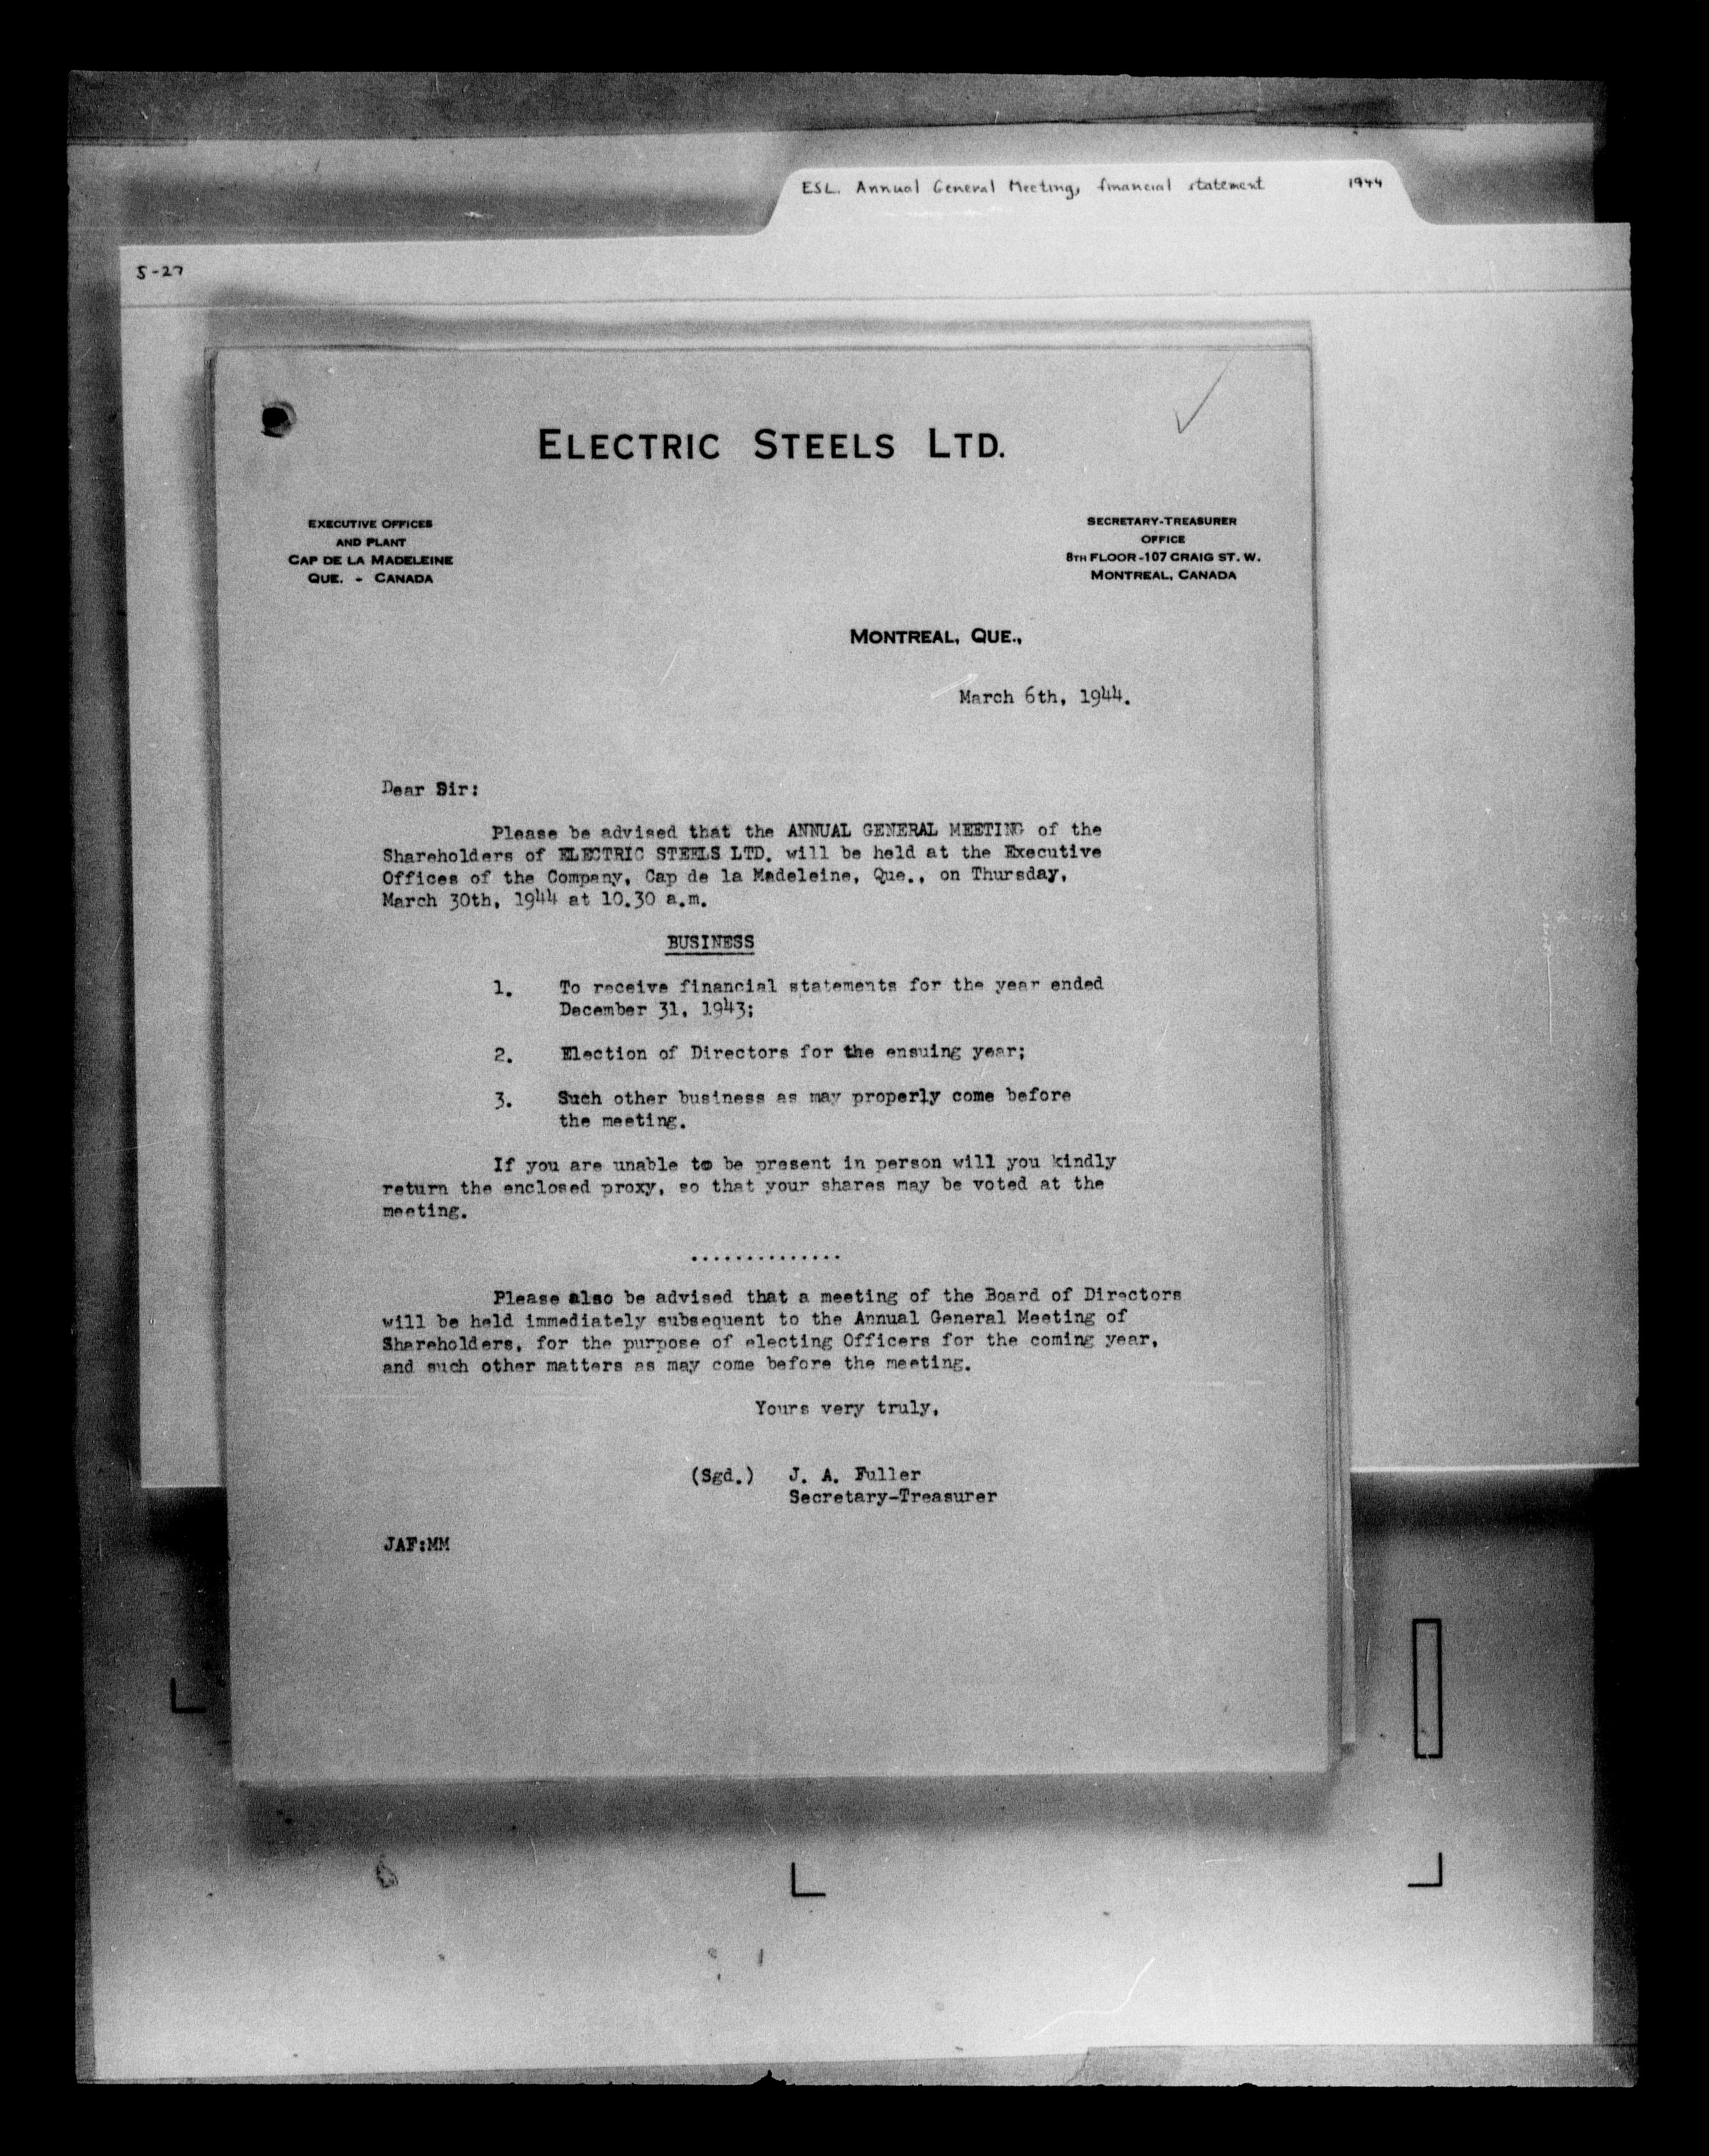 ESL. Annual General Meeting, financial statement 1944
5-27
ELECTRIC STEELS LTD.
EXECUTIVE OFFICES
AND PLANT
CAP DE LA MADELEINE
QUE. - CANADA
SECRETARY-TREASURER
OFFICE
8TH FLOOR-107 CRAIG ST. W.
MONTREAL, CANADA
MONTREAL, QUE.,
March 6th, 1944.
Dear Sir:
Please be advised that the ANNUAL GENERAL MEETING of the
Shareholders of ELECTRIC STEELS LTD. will be held at the Executive
Offices of the Company, Cap de la Madeleine, Que., on Thursday,
March 30th, 1944 at 10.30 a.m.
BUSINESS
1. To receive financial statements for the year ended
December 31, 1943;
2. Election of Directors for the ensuing year;
3. Such other business as may properly come before
the meeting.
If you are unable to be present in person will you kindly
return the enclosed proxy, so that your shares may be voted at the
meeting.
..............
Please also be advised that a meeting of the Board of Directors
will be held immediately subsequent to the Annual General Meeting of
Shareholders, for the purpose of electing Officers for the coming year,
and such other matters as may come before the meeting.
Yours very truly,
(Sgd.) J. A. Fuller
Secretary-Treasurer
JAF:MM